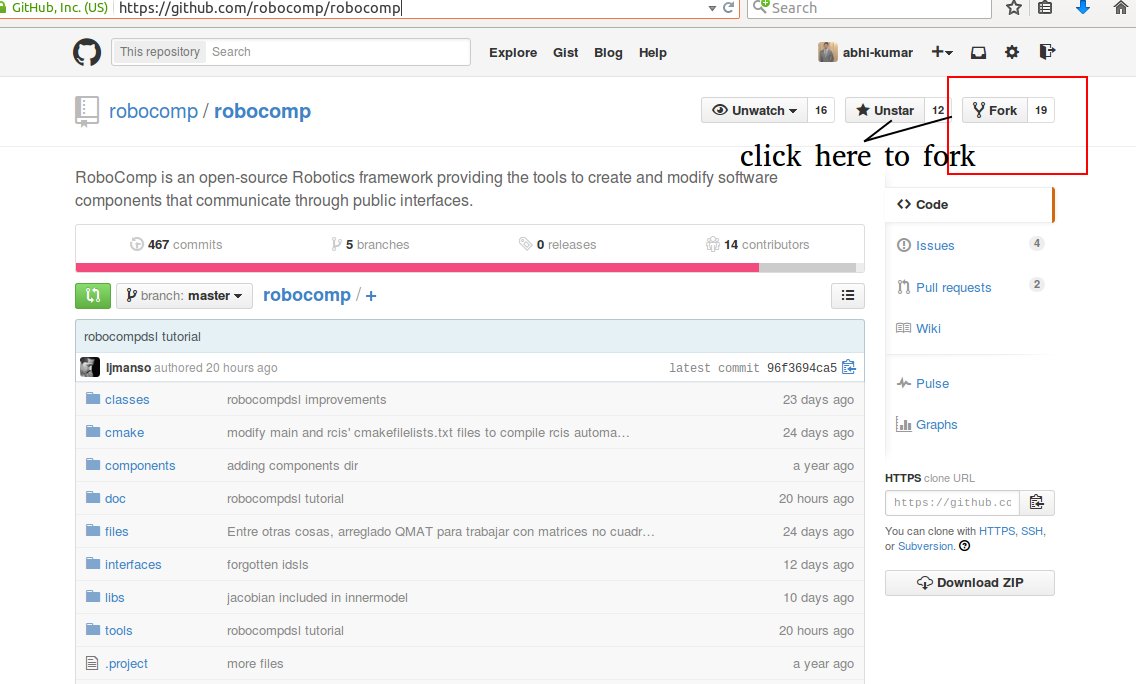 GitHub, Inc. (US) https://github.com/robocomp/robocomp Search
This repository Search Explore Gist Blog Help abhi-kumar
robocomp / robocomp Unwatch 16 Unstar 12 Fork 19
click here to fork
RoboComp is an open-source Robotics framework providing the tools to create and modify software
components that communicate through public interfaces.
467 commits 5 branches 0 releases 14 contributors
branch: master robocomp / +
robocompdsl tutorial
ljmanso authored 20 hours ago latest commit 96f3694ca5
classes robocompdsl improvements 23 days ago
cmake modify main and rcis' cmakefilelists.txt files to compile rcis automa… 24 days ago
components adding components dir a year ago
doc robocompdsl tutorial 20 hours ago
files Entre otras cosas, arreglado QMAT para trabajar con matrices no cuadr… 24 days ago
interfaces forgotten idsls 12 days ago
libs jacobian included in innermodel 10 days ago
tools robocompdsl tutorial 20 hours ago
.project more files a year ago
Code
Issues 4
Pull requests 2
Wiki
Pulse
Graphs
HTTPS clone URL
https://github.cc
You can clone with HTTPS, SSH,
or Subversion.
Download ZIP